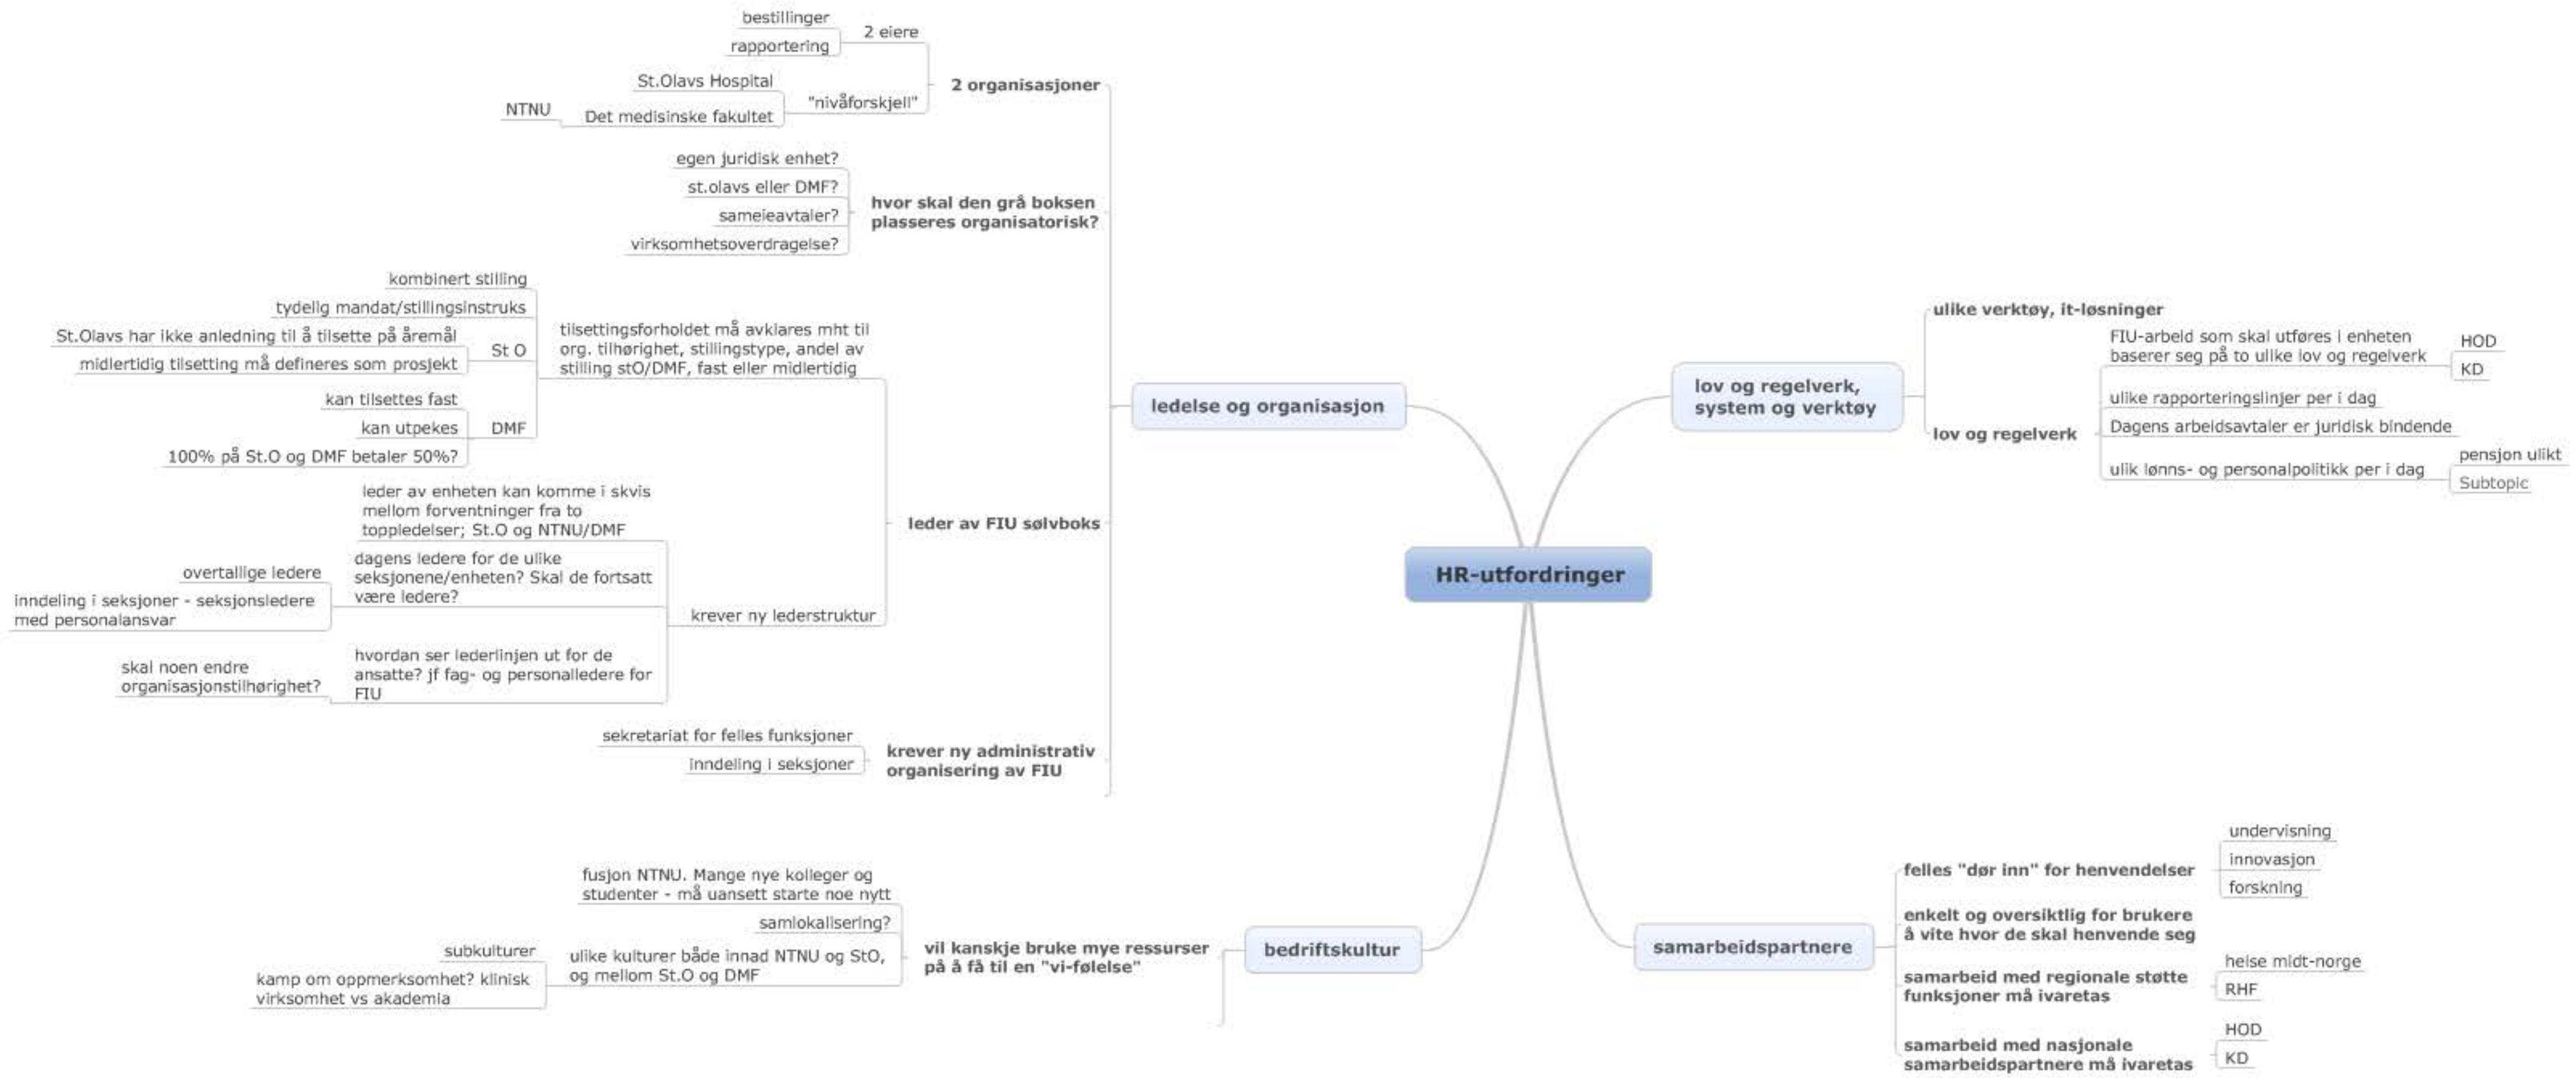 HR-utfordringer
ledelse og organisasjon
2 organisasjoner
2 eiere
bestillinger
rapportering
"nivåforskjell"
St.Olavs Hospital
Det medisinske fakultet
NTNU
hvor skal den grå boksen
plasseres organisatorisk?
egen juridisk enhet?
st.olavs eller DMF?
sameieavtaler?
virksomhetsoverdragelse?
leder av FIU sølvboks
tilsettingsforholdet må avklares mht til
org. tilhørighet, stillingstype, andel av
stilling stO/DMF, fast eller midlertidig
kombinert stilling
tydelig mandat/stillingsinstruks
St O
St.Olavs har ikke anledning til å tilsette på åremål
midlertidig tilsetting må defineres som prosjekt
DMF
kan tilsettes fast
kan utpekes
100% på St.O og DMF betaler 50%?
krever ny lederstruktur
leder av enheten kan komme i skvis
mellom forventninger fra to
toppledelser; St.O og NTNU/DMF
dagens ledere for de ulike
seksjonene/enheten? Skal de fortsatt
være ledere?
overtallige ledere
inndeling i seksjoner - seksjonsledere
med personalansvar
hvordan ser lederlinjen ut for de
ansatte? jf fag- og personalledere for
FIU
skal noen endre
organisasjonstilhørighet?
krever ny administrativ
organisering av FIU
sekretariat for felles funksjoner
inndeling i seksjoner
bedriftskultur
vil kanskje bruke mye ressurser
på å få til en "vi-følelse"
fusjon NTNU. Mange nye kolleger og
studenter - må uansett starte noe nytt
samlokalisering?
ulike kulturer både innad NTNU og StO,
og mellom St.O og DMF
subkulturer
kamp om oppmerksomhet? klinisk
virksomhet vs akademia
lov og regelverk,
system og verktøy
ulike verktøy, it-løsninger
lov og regelverk
FIU-arbeid som skal utføres i enheten
baserer seg på to ulike lov og regelverk
HOD
KD
ulike rapporteringslinjer per i dag
Dagens arbeidsavtaler er juridisk bindende
ulik lønns- og personalpolitikk per i dag
pensjon ulikt
Subtopic
samarbeidspartnere
felles "dør inn" for henvendelser
undervisning
innovasjon
forskning
enkelt og oversiktlig for brukere
å vite hvor de skal henvende seg
samarbeid med regionale støtte
funksjoner må ivaretas
helse midt-norge
RHF
samarbeid med nasjonale
samarbeidspartnere må ivaretas
HOD
KD